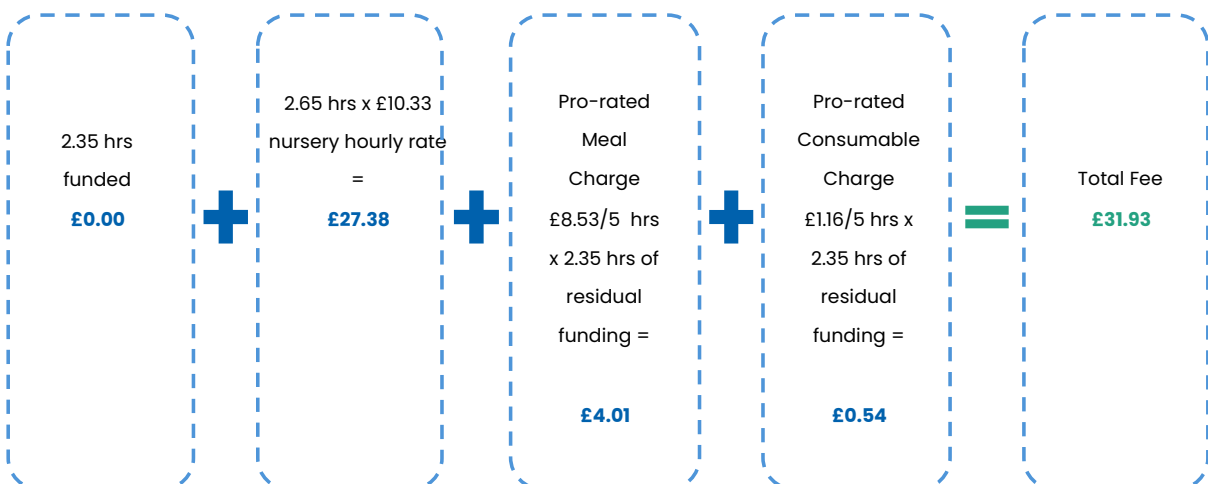 2.35 hrs
funded
£0.00
2.65 hrs x £10.33
nursery hourly rate
=
£27.38
Pro-rated
Meal
Charge
£8.53/5 hrs
x 2.35 hrs of
residual
funding =
£4.01
Pro-rated
Consumable
Charge
£1.16/5 hrs x
2.35 hrs of
residual
funding =
£0.54
Total Fee
£31.93